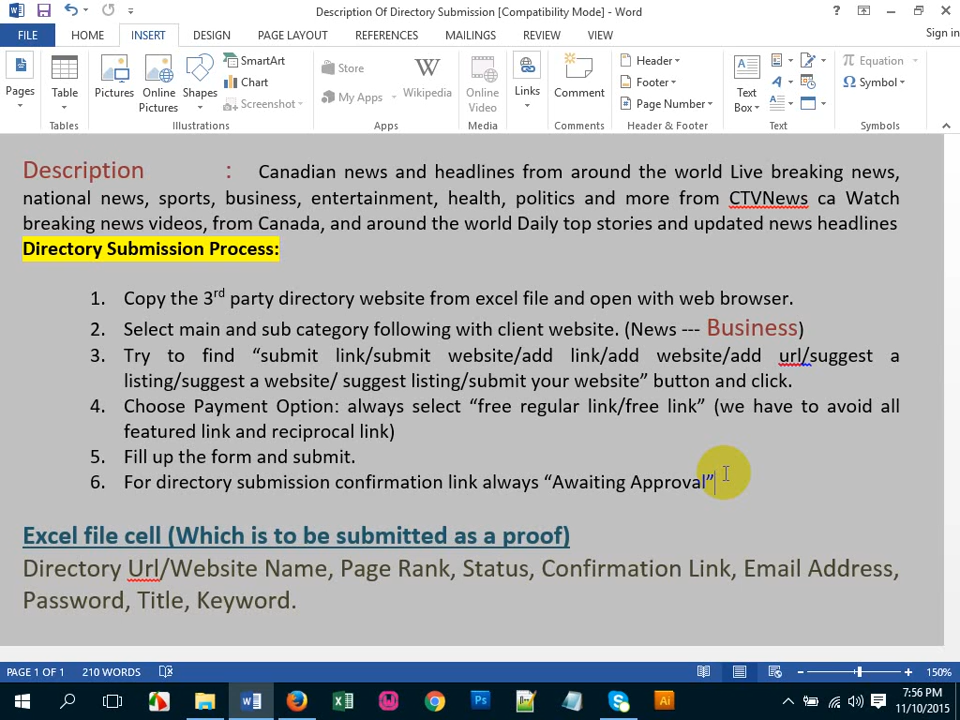 Description Of Directory Submission [Compatibility Mode] - Word
?
Sign in
FILE HOME INSERT DESIGN PAGE LAYOUT REFERENCES MAILINGS REVIEW VIEW
Pages
Table
Pictures
Online Pictures
Shapes
SmartArt
Chart
Screenshot
Store
My Apps
Wikipedia
Online Video
Links
Comment
Header
Footer
Page Number
Text Box
Equation
Symbol
Tables Illustrations Apps Media Comments Header & Footer Text Symbols
Description : Canadian news and headlines from around the world Live breaking news,
national news, sports, business, entertainment, health, politics and more from CTVNews ca Watch
breaking news videos, from Canada, and around the world Daily top stories and updated news headlines
Directory Submission Process:
1. Copy the 3rd party directory website from excel file and open with web browser.
2. Select main and sub category following with client website. (News --- Business)
3. Try to find “submit link/submit website/add link/add website/add url/suggest a
listing/suggest a website/ suggest listing/submit your website” button and click.
4. Choose Payment Option: always select “free regular link/free link” (we have to avoid all
featured link and reciprocal link)
5. Fill up the form and submit.
6. For directory submission confirmation link always “Awaiting Approval”
Excel file cell (Which is to be submitted as a proof)
Directory Url/Website Name, Page Rank, Status, Confirmation Link, Email Address,
Password, Title, Keyword.
PAGE 1 OF 1 210 WORDS 150%
7:56 PM
11/10/2015